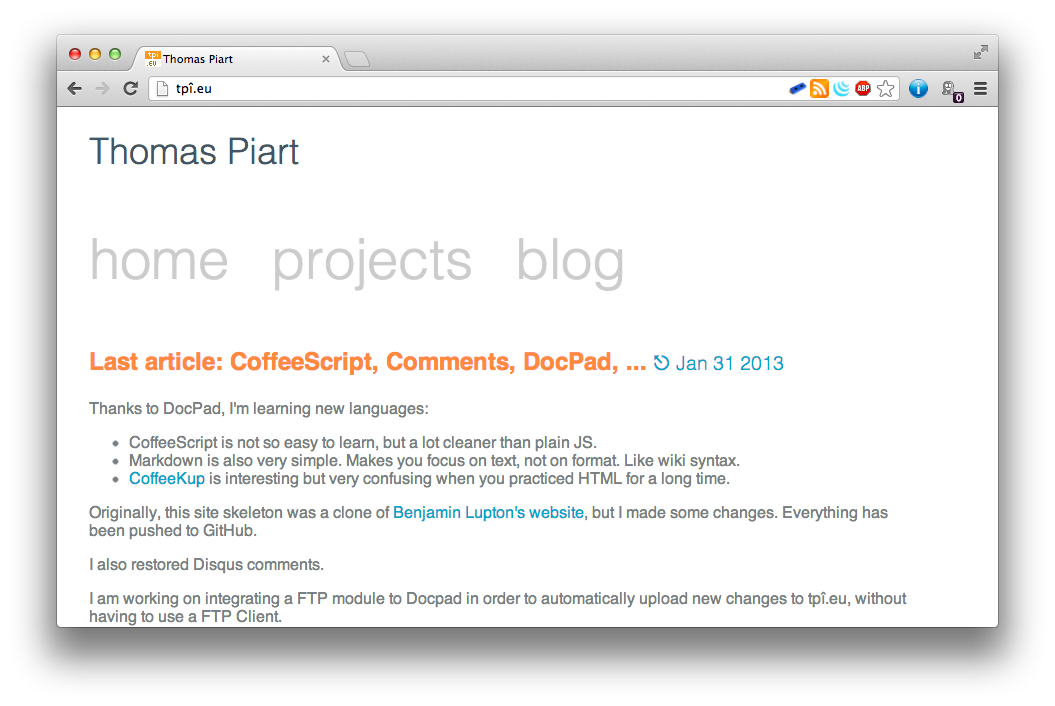 tpî .EU Thomas Piart
tpî.eu
ABP
i
0
Thomas Piart
home projects blog
Last article: CoffeeScript, Comments, DocPad, ... Jan 31 2013
Thanks to DocPad, I'm learning new languages:
• CoffeeScript is not so easy to learn, but a lot cleaner than plain JS.
• Markdown is also very simple. Makes you focus on text, not on format. Like wiki syntax.
• CoffeeKup is interesting but very confusing when you practiced HTML for a long time.
Originally, this site skeleton was a clone of Benjamin Lupton's website, but I made some changes. Everything has
been pushed to GitHub.
I also restored Disqus comments.
I am working on integrating a FTP module to Docpad in order to automatically upload new changes to tpî.eu, without
having to use a FTP Client.